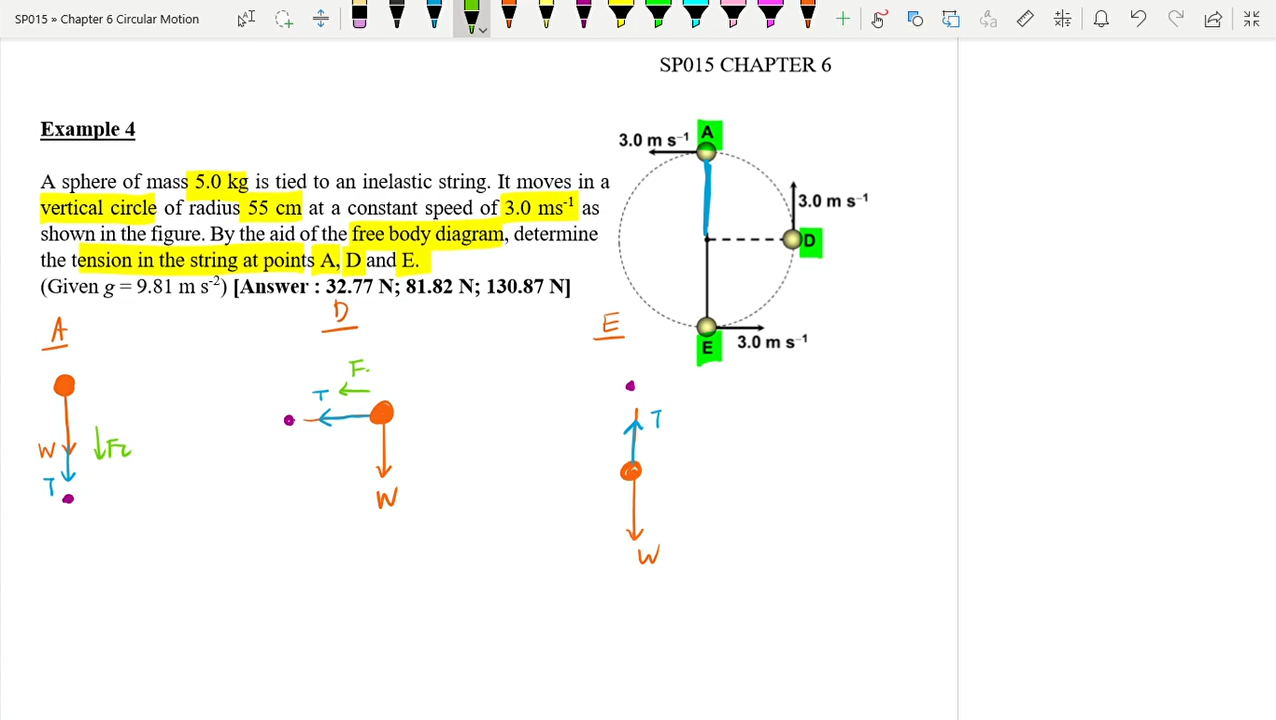 SP015 » Chapter 6 Circular Motion
SP015 CHAPTER 6
Example 4
A sphere of mass 5.0 kg is tied to an inelastic string. It moves in a
vertical circle of radius 55 cm at a constant speed of 3.0 ms⁻¹ as
shown in the figure. By the aid of the free body diagram, determine
the tension in the string at points A, D and E.
(Given g = 9.81 m s⁻²) [Answer : 32.77 N; 81.82 N; 130.87 N]
A
3.0 m s⁻¹
3.0 m s⁻¹
D
E
3.0 m s⁻¹
A
W
T
Fc
D
F
T
W
E
T
W